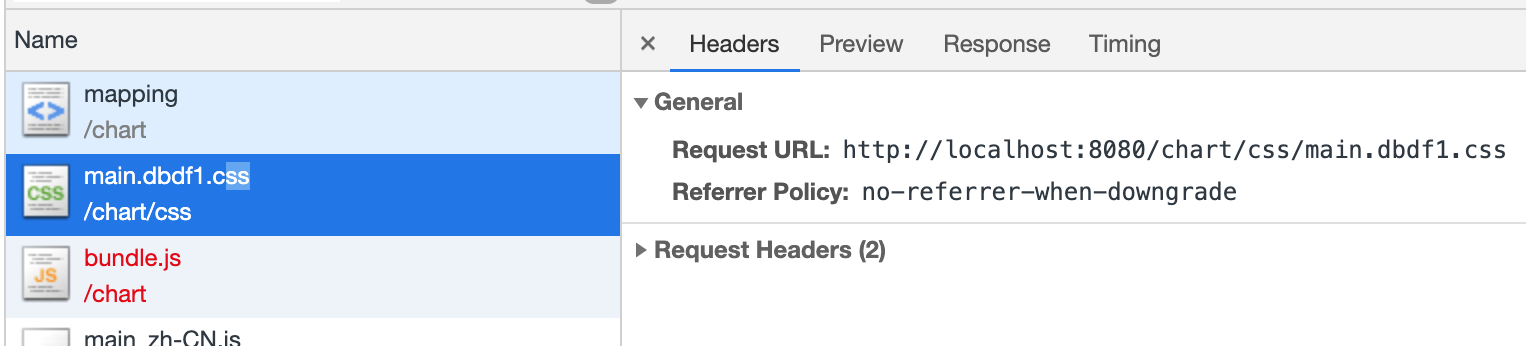 Name
mapping
/chart
main.dbdf1.css
/chart/css
bundle.js
/chart
main_zh-CN.js
× Headers Preview Response Timing
General
Request URL: http://localhost:8080/chart/css/main.dbdf1.css
Referrer Policy: no-referrer-when-downgrade
Request Headers (2)
CSS
JS